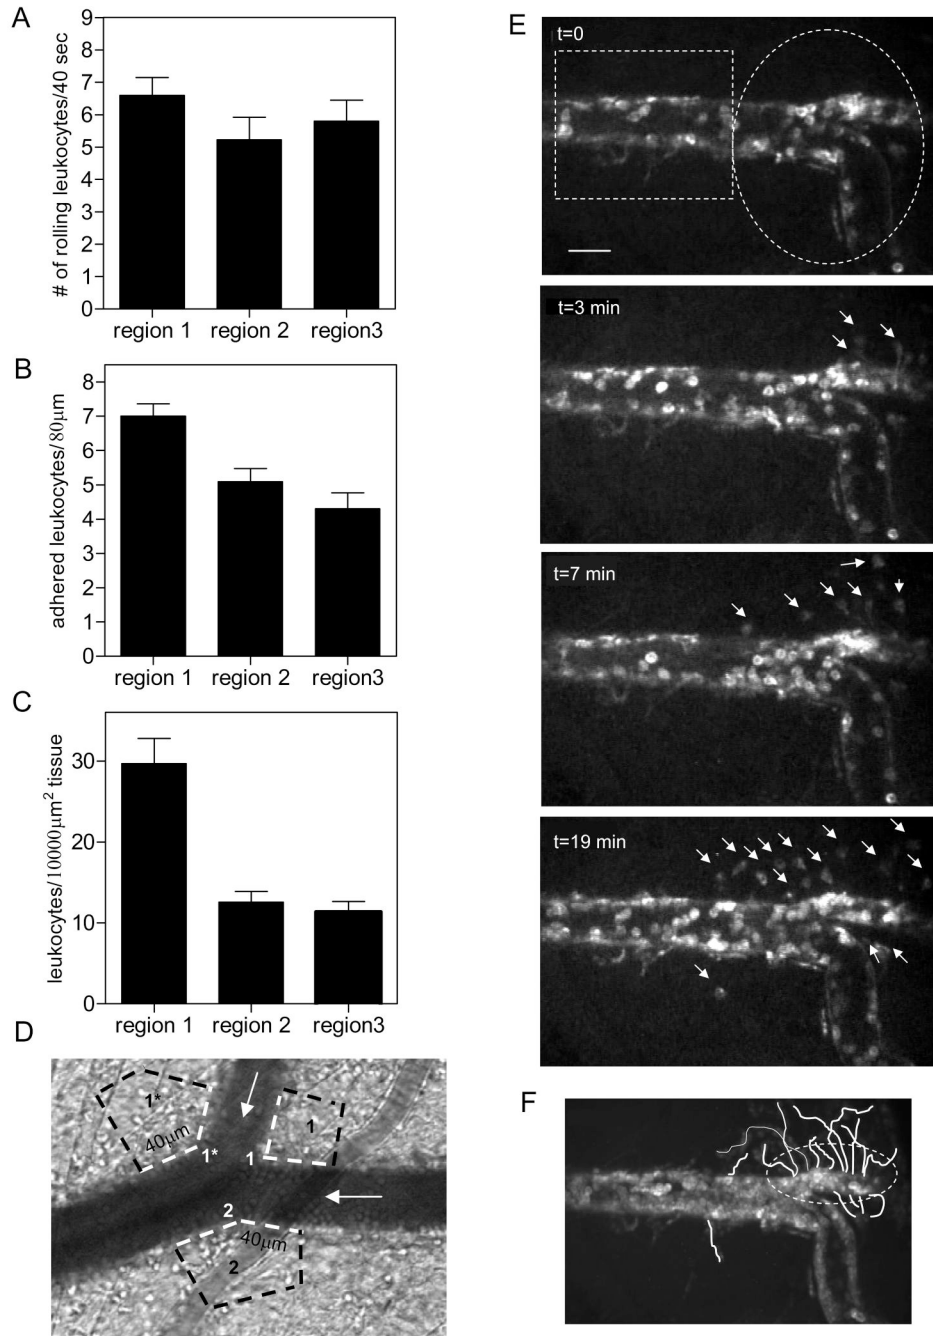 A
# of rolling leukocytes/40 sec
9
8
7
6
5
4
3
2
1
0
region 1 region 2 region3
B
adhered leukocytes/80µm
8
7
6
5
4
3
2
1
0
region 1 region 2 region3
C
leukocytes/10000µm²  tissue
30
20
10
0
region 1 region 2 region3
D
1*
40µm
1*
1
1
2
40µm
2
E
t=0
t=3 min
t=7 min
t=19 min
F